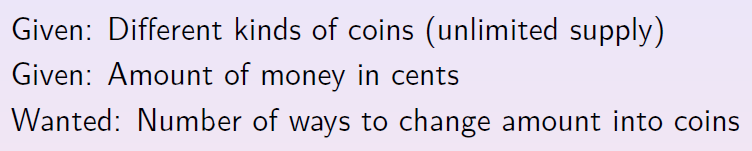 Given: Different kinds of coins (unlimited supply)
Given: Amount of money in cents
Wanted: Number of ways to change amount into coins